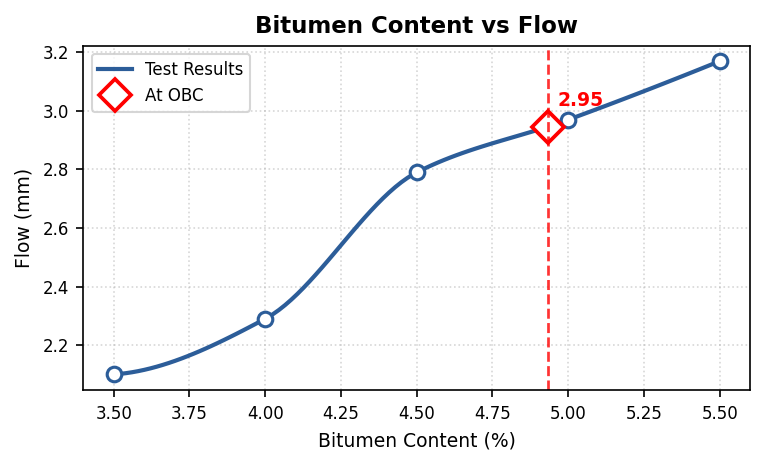 Bitumen Content vs Flow
Test Results
At OBC
2.95
Flow (mm)
3.2
3.0
2.8
2.6
2.4
2.2
3.50 3.75 4.00 4.25 4.50 4.75 5.00 5.25 5.50
Bitumen Content (%)